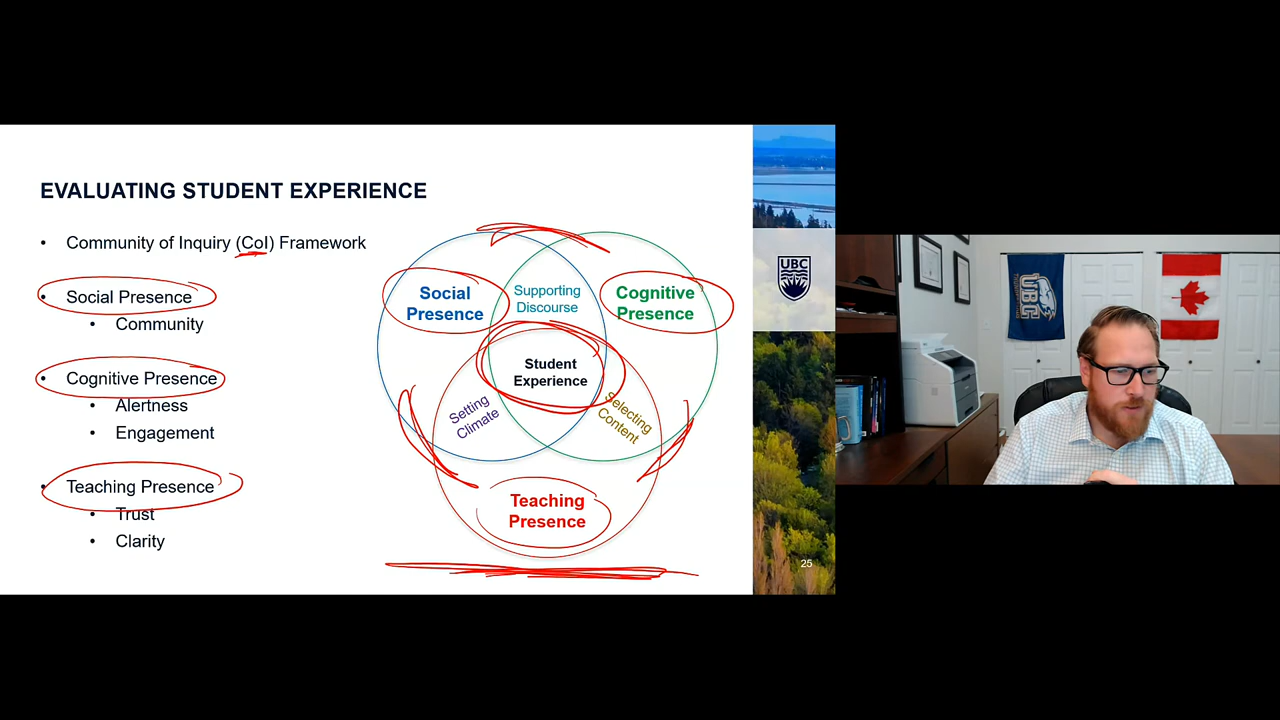 EVALUATING STUDENT EXPERIENCE
• Community of Inquiry (CoI) Framework
• Social Presence
• Community
• Cognitive Presence
• Alertness
• Engagement
• Teaching Presence
• Trust
• Clarity
Social
Presence
Supporting
Discourse
Cognitive
Presence
Student
Experience
Setting
Climate
Selecting
Content
Teaching
Presence
UBC
25
UBC